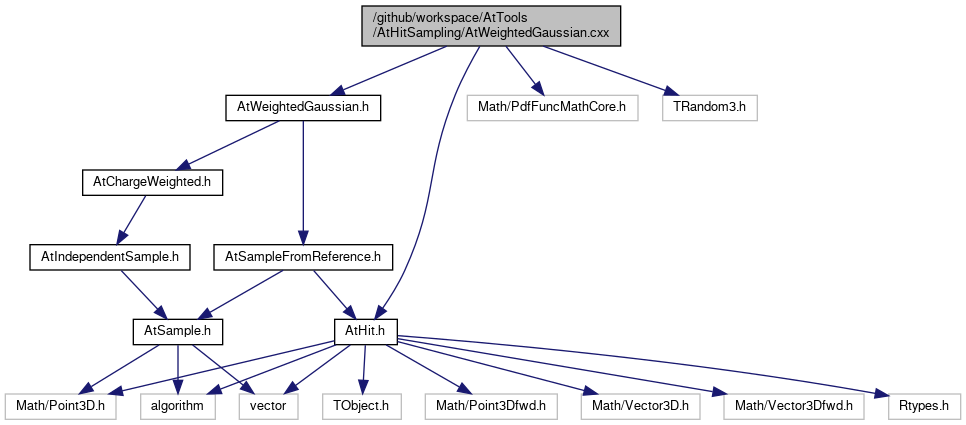 /github/workspace/AtTools
/AtHitSampling/AtWeightedGaussian.cxx
AtWeightedGaussian.h
Math/PdfFuncMathCore.h
TRandom3.h
AtChargeWeighted.h
AtIndependentSample.h
AtSampleFromReference.h
AtSample.h
AtHit.h
Math/Point3D.h
algorithm
vector
TObject.h
Math/Point3Dfwd.h
Math/Vector3D.h
Math/Vector3Dfwd.h
Rtypes.h